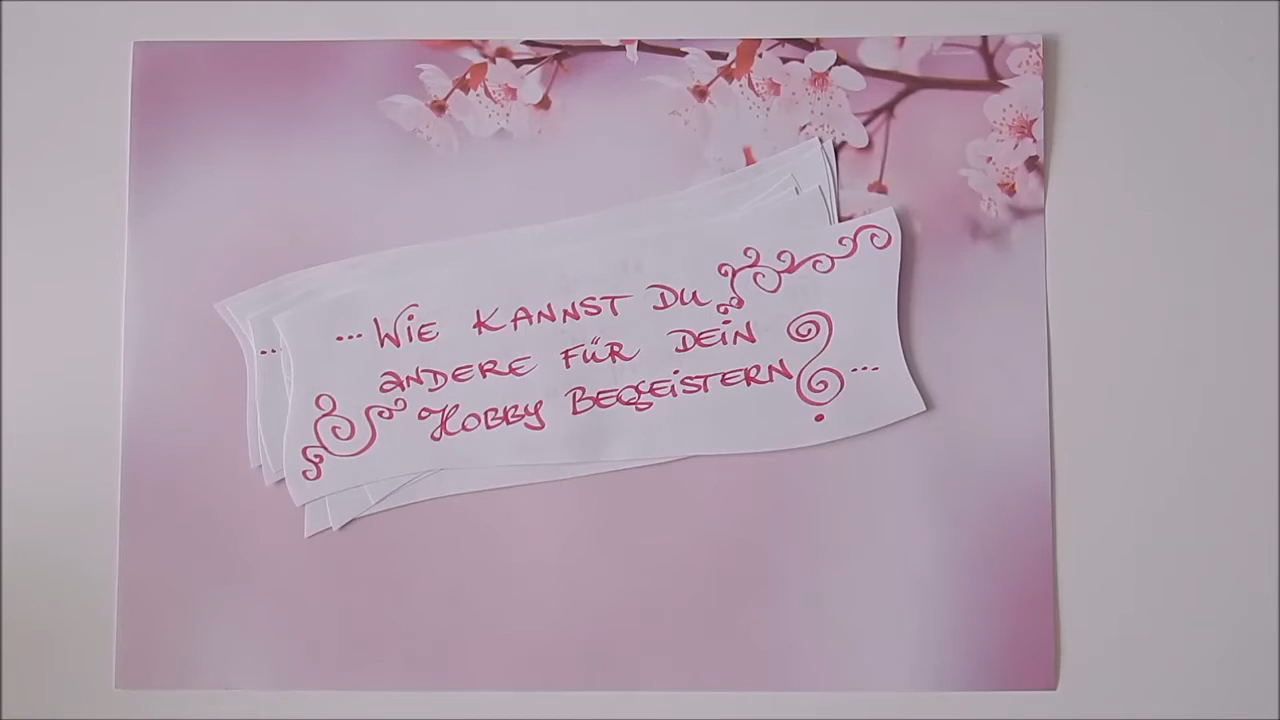 ...WiE KANNST DU
ANDERE FÜR DEiN
HOBBY BEGEiSTERN?...
..